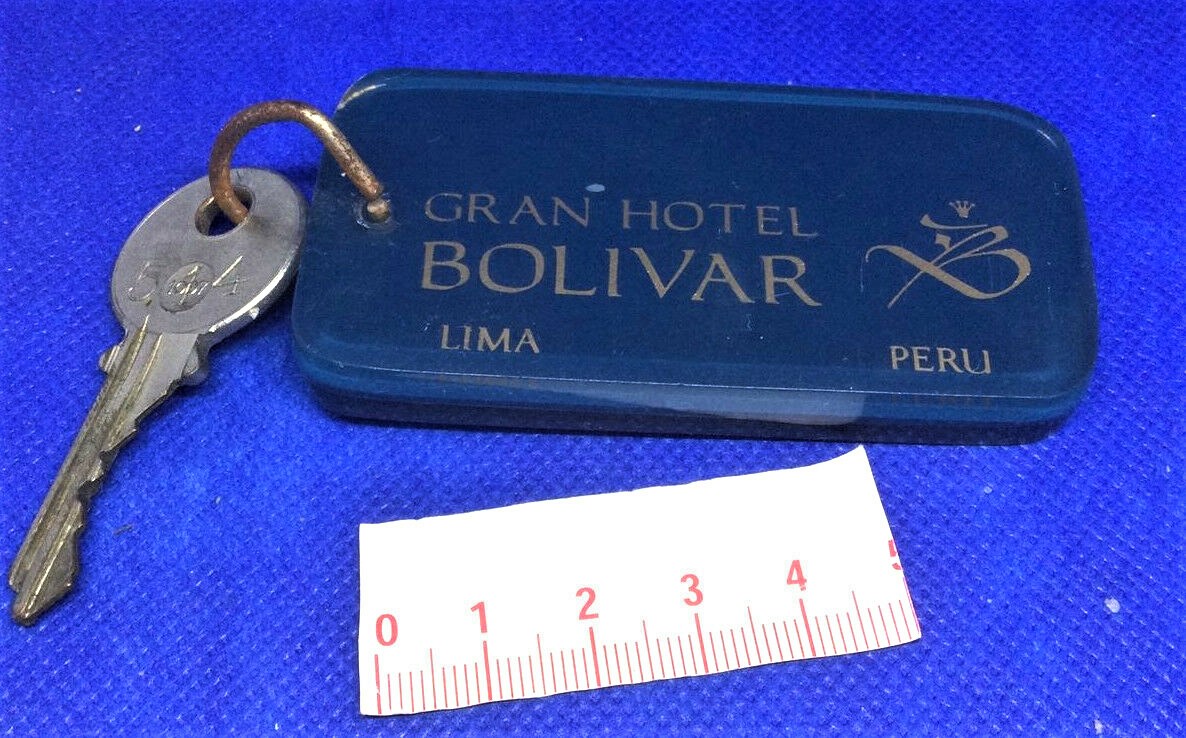 GRAN HOTEL
BOLIVAR
LIMA PERU
504
0 1 2 3 4 5